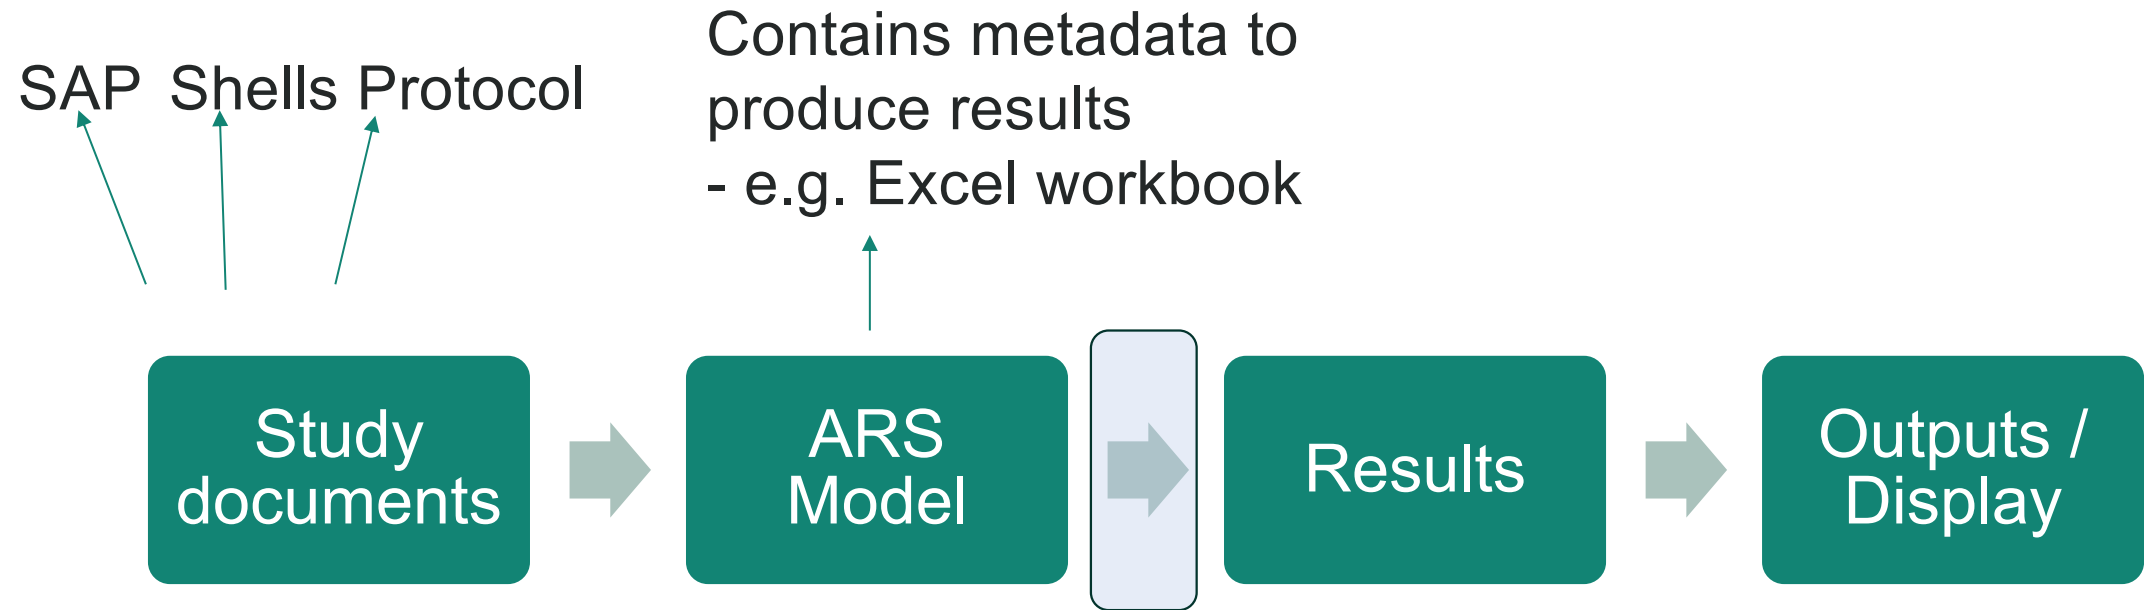 SAP Shells Protocol
Contains metadata to
produce results
- e.g. Excel workbook
Study
documents
ARS
Model
Results
Outputs /
Display